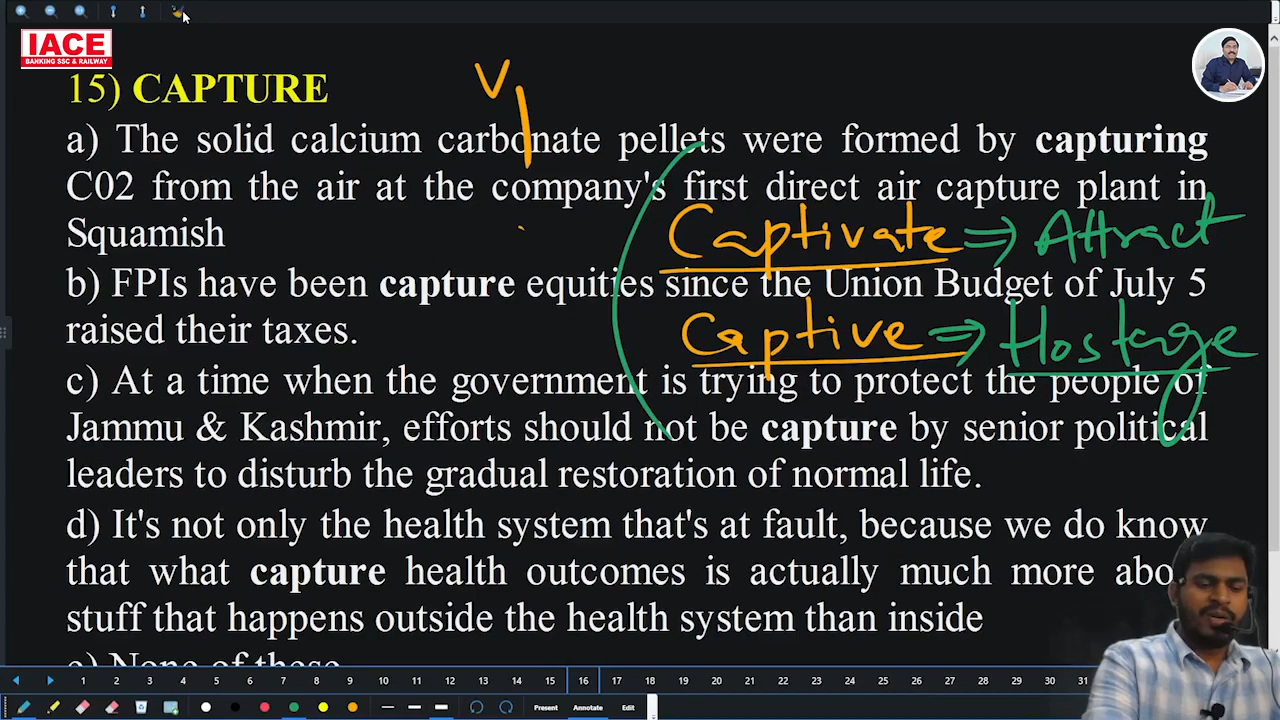 IACE
BANKING SSC & RAILWAY
15) CAPTURE
V
a) The solid calcium carbonate pellets were formed by capturing
C02 from the air at the company's first direct air capture plant in
Squamish
Captivate ⇒ Attract
b) FPIs have been capture equities since the Union Budget of July 5
raised their taxes.
Captive ⇒ Hostage
c) At a time when the government is trying to protect the people of
Jammu & Kashmir, efforts should not be capture by senior political
leaders to disturb the gradual restoration of normal life.
d) It's not only the health system that's at fault, because we do know
that what capture health outcomes is actually much more abo
stuff that happens outside the health system than inside
e) None of these
1 2 3 4 5 6 7 8 9 10 11 12 13 14 15 16 17 18 19 20 21 22 23 24 25 26 27 28 29 30 31
Present Annotate Edit